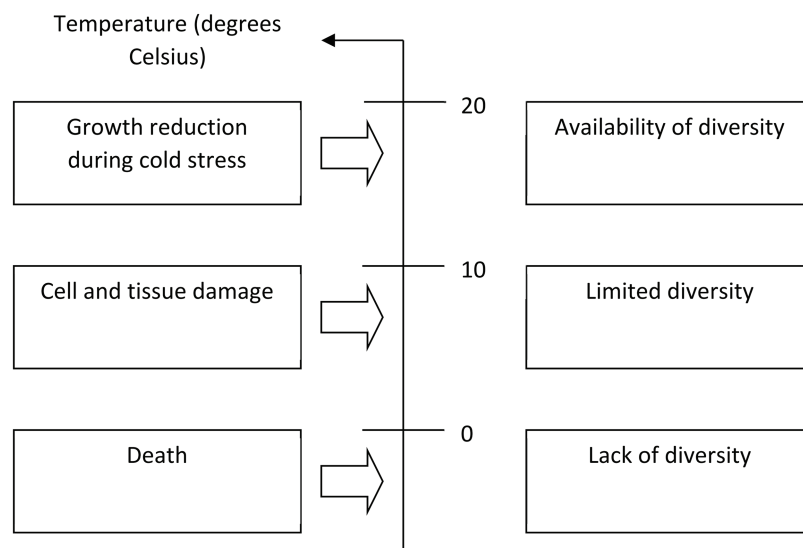 Temperature (degrees
Celsius)
20
Growth reduction
during cold stress
Availability of diversity
10
Cell and tissue damage
Limited diversity
0
Death
Lack of diversity